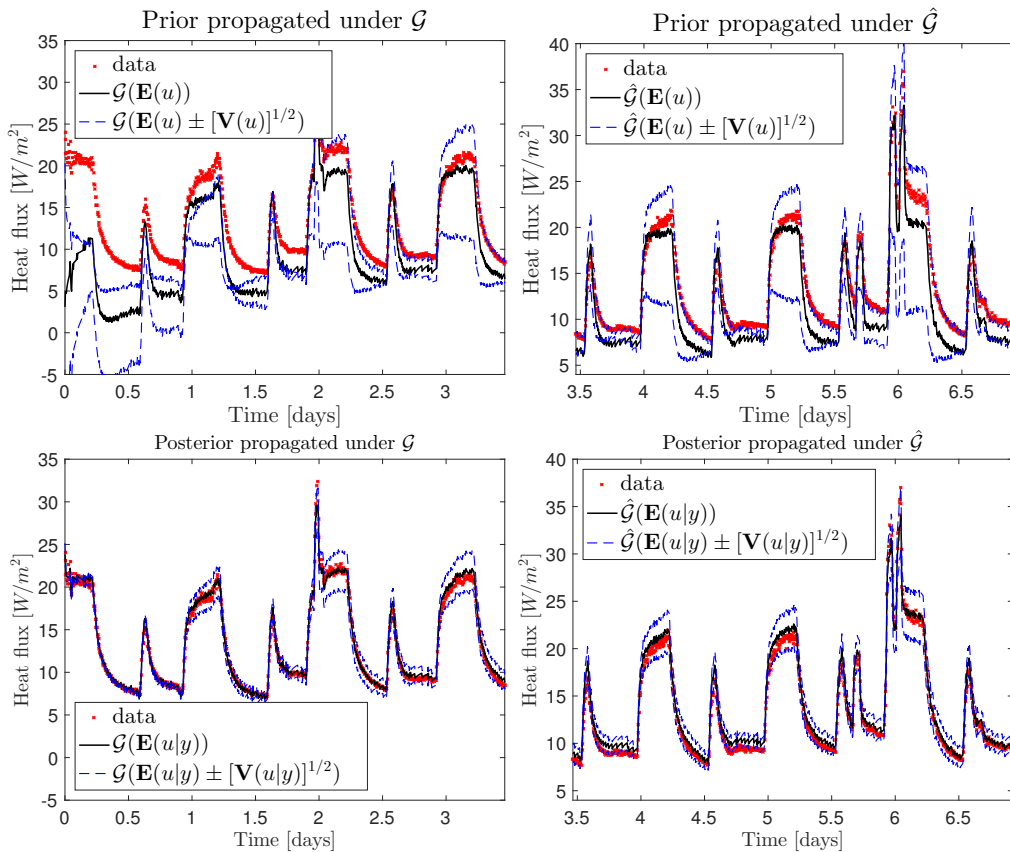 Prior propagated under 𝒢
35
30
25
20
15
10
5
0
-5
Heat flux [W/m²]
data
𝒢(E(u))
𝒢(E(u) ± [V(u)]^{1/2})
0 0.5 1 1.5 2 2.5 3
Time [days]
Prior propagated under 𝒢̂
40
35
30
25
20
15
10
5
Heat flux [W/m²]
data
𝒢̂(E(u))
𝒢̂(E(u) ± [V(u)]^{1/2})
3.5 4 4.5 5 5.5 6 6.5
Time [days]
Posterior propagated under 𝒢
35
30
25
20
15
10
5
0
-5
Heat flux [W/m²]
data
𝒢(E(u|y))
𝒢(E(u|y) ± [V(u|y)]^{1/2})
0 0.5 1 1.5 2 2.5 3
Time [days]
Posterior propagated under 𝒢̂
40
35
30
25
20
15
10
5
Heat flux [W/m²]
data
𝒢̂(E(u|y))
𝒢̂(E(u|y) ± [V(u|y)]^{1/2})
3.5 4 4.5 5 5.5 6 6.5
Time [days]